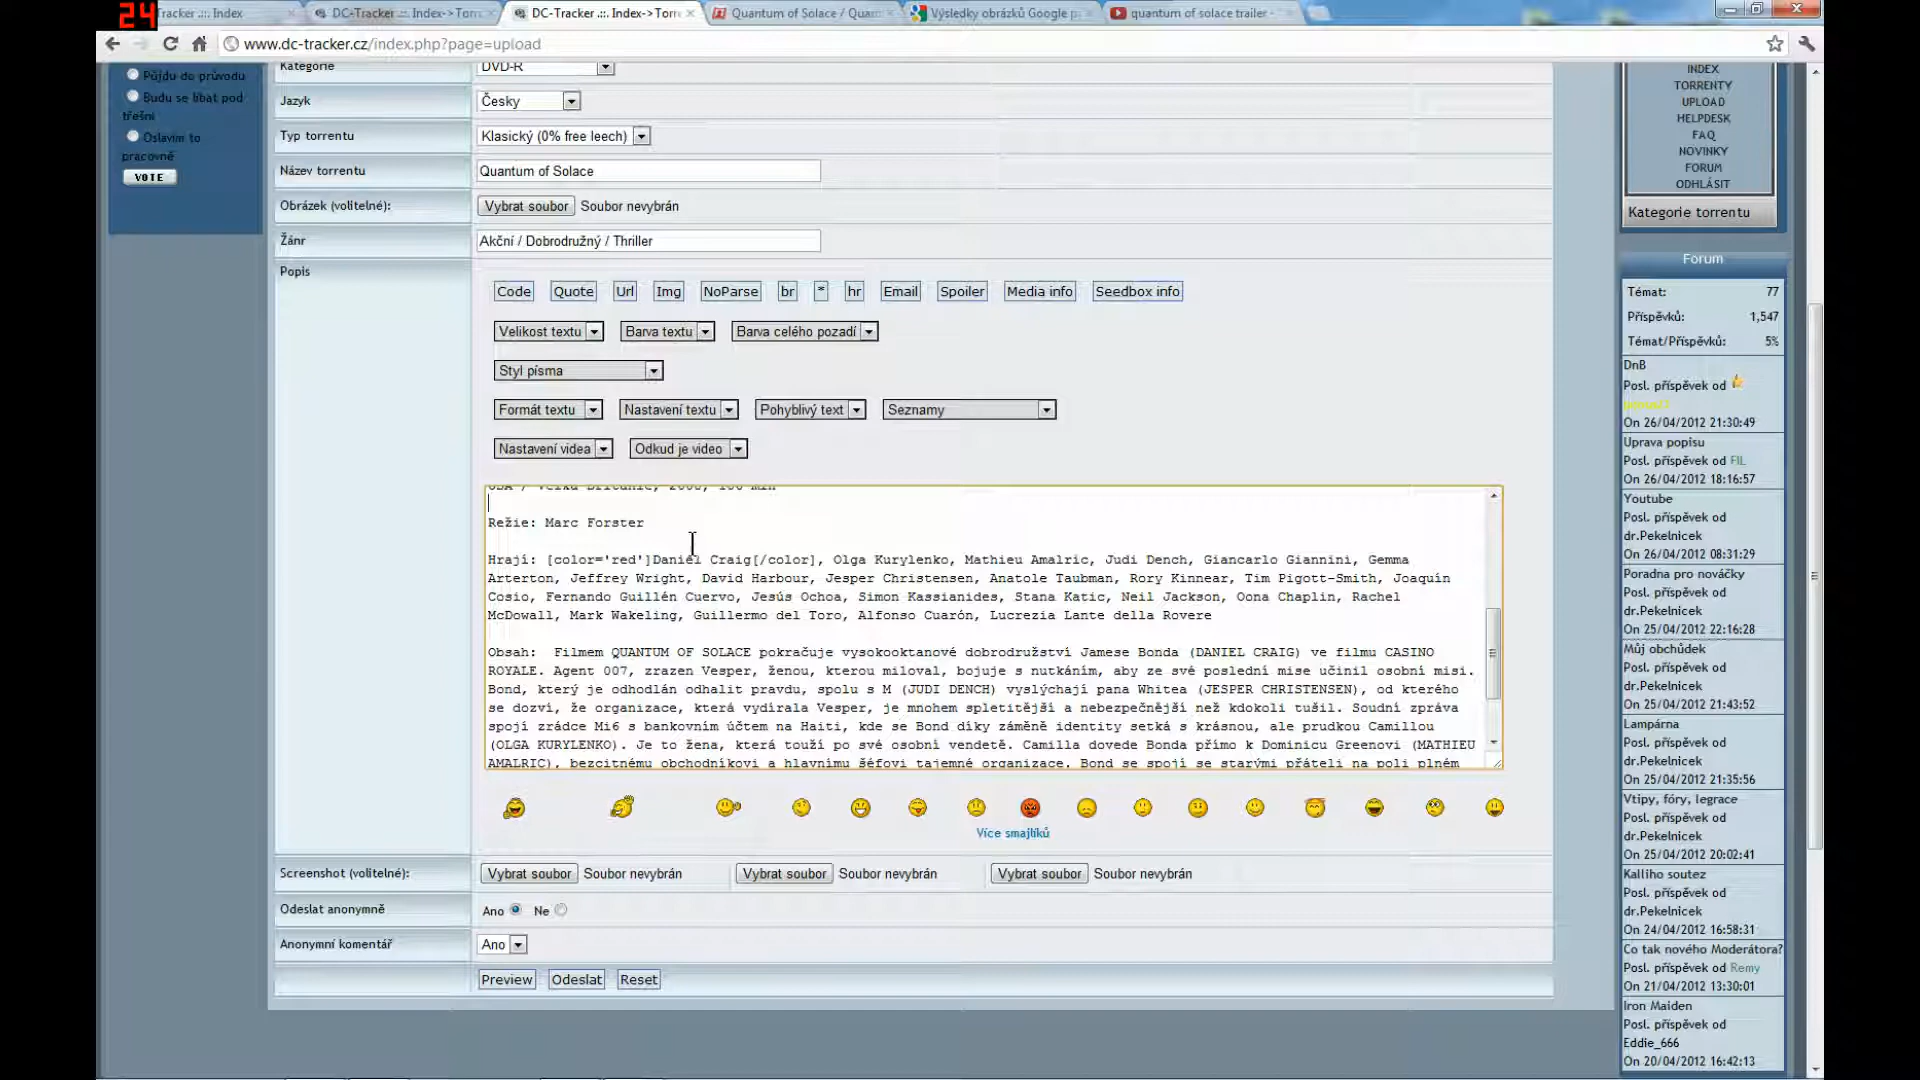 24
Tracker .::. Index
DC-Tracker .::. Index->Torr
DC-Tracker .::. Index->Torr
Quantum of Solace / Quan
Výsledky obrázků Google p
quantum of solace trailer -
www.dc-tracker.cz/index.php?page=upload
Půjdu do průvodu
Budu se líbat pod
třešní
Oslavím to
pracovně
VOTE
Kategorie
DVD-R
Jazyk
Česky
Typ torrentu
Klasický (0% free leech)
Název torrentu
Quantum of Solace
Obrázek (volitelné):
Vybrat soubor Soubor nevybrán
Žánr
Akční / Dobrodružný / Thriller
Popis
Code Quote Url Img NoParse br * hr Email Spoiler Media info Seedbox info
Velikost textu Barva textu Barva celého pozadí
Styl písma
Formát textu Nastavení textu Pohyblivý text Seznamy
Nastavení videa Odkud je video
USA / Velká Británie, 2008, 106 min
Režie: Marc Forster
Hrají: [color='red']Daniel Craig[/color], Olga Kurylenko, Mathieu Amalric, Judi Dench, Giancarlo Giannini, Gemma
Arterton, Jeffrey Wright, David Harbour, Jesper Christensen, Anatole Taubman, Rory Kinnear, Tim Pigott-Smith, Joaquín
Cosio, Fernando Guillén Cuervo, Jesús Ochoa, Simon Kassianides, Stana Katic, Neil Jackson, Oona Chaplin, Rachel
McDowall, Mark Wakeling, Guillermo del Toro, Alfonso Cuarón, Lucrezia Lante della Rovere
Obsah:  Filmem QUANTUM OF SOLACE pokračuje vysokooktanové dobrodružství Jamese Bonda (DANIEL CRAIG) ve filmu CASINO
ROYALE. Agent 007, zrazen Vesper, ženou, kterou miloval, bojuje s nutkáním, aby ze své poslední mise učinil osobní misi.
Bond, který je odhodlán odhalit pravdu, spolu s M (JUDI DENCH) vyslýchají pana Whitea (JESPER CHRISTENSEN), od kterého
se dozví, že organizace, která vydírala Vesper, je mnohem spletitější a nebezpečnější než kdokoli tušil. Soudní zpráva
spojí zrádce Mi6 s bankovním účtem na Haiti, kde se Bond díky záměně identity setká s krásnou, ale prudkou Camillou
(OLGA KURYLENKO). Je to žena, která touží po své osobní vendetě. Camilla dovede Bonda přímo k Dominicu Greenovi (MATHIEU
AMALRIC), bezcitnému obchodníkovi a hlavnímu šéfovi tajemné organizace. Bond se spojí se starými přáteli na poli plném
Více smajlíků
Screenshot (volitelné):
Vybrat soubor Soubor nevybrán Vybrat soubor Soubor nevybrán Vybrat soubor Soubor nevybrán
Odeslat anonymně
Ano Ne
Anonymní komentář
Ano
Preview Odeslat Reset
INDEX
TORRENTY
UPLOAD
HELPDESK
FAQ
NOVINKY
FORUM
ODHLÁSIT
Kategorie torrentu
Forum
Témat: 77
Příspěvků: 1,547
Témat/Příspěvků: 5%
DnB
Posl. příspěvek od
On 26/04/2012 21:30:49
Uprava popisu
Posl. příspěvek od FIL
On 26/04/2012 18:16:57
Youtube
Posl. příspěvek od
dr.Pekelnicek
On 26/04/2012 08:31:29
Poradna pro nováčky
Posl. příspěvek od
dr.Pekelnicek
On 25/04/2012 22:16:28
Můj obchůdek
Posl. příspěvek od
dr.Pekelnicek
On 25/04/2012 21:43:52
Lampárna
Posl. příspěvek od
dr.Pekelnicek
On 25/04/2012 21:35:56
Vtipy, fóry, legrace
Posl. příspěvek od
dr.Pekelnicek
On 25/04/2012 20:02:41
Kalliho soutez
Posl. příspěvek od
dr.Pekelnicek
On 24/04/2012 16:58:31
Co tak nového Moderátora?
Posl. příspěvek od Remy
On 21/04/2012 13:30:01
Iron Maiden
Posl. příspěvek od
Eddie_666
On 20/04/2012 16:42:13